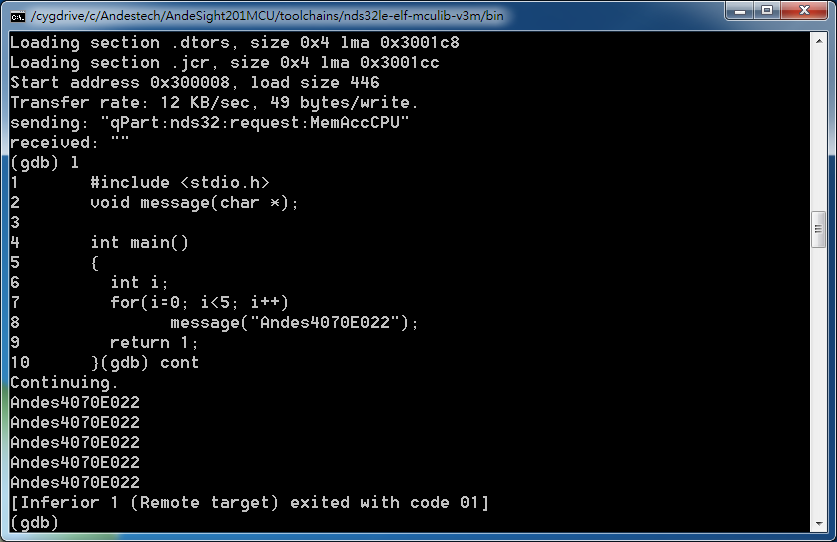 /cygdrive/c/Andestech/AndeSight201MCU/toolchains/nds32le-elf-mculib-v3m/bin
Loading section .dtors, size 0x4 lma 0x3001c8
Loading section .jcr, size 0x4 lma 0x3001cc
Start address 0x300008, load size 446
Transfer rate: 12 KB/sec, 49 bytes/write.
sending: "qPart:nds32:request:MemAccCPU"
received: ""
(gdb) l
1       #include <stdio.h>
2       void message(char *);
3
4       int main()
5       {
6         int i;
7         for(i=0; i<5; i++)
8               message("Andes4070E022");
9         return 1;
10      }(gdb) cont
Continuing.
Andes4070E022
Andes4070E022
Andes4070E022
Andes4070E022
Andes4070E022
[Inferior 1 (Remote target) exited with code 01]
(gdb)